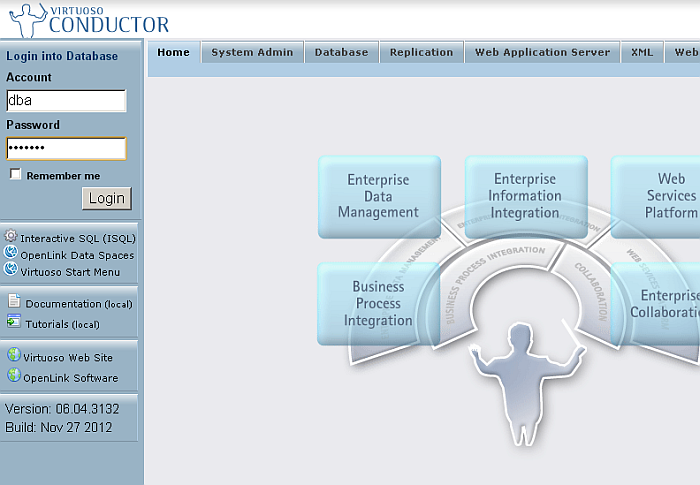 VIRTUOSO
CONDUCTOR
Login into Database
Account
dba
Password
•••••••
Remember me
Login
Interactive SQL (ISQL)
OpenLink Data Spaces
Virtuoso Start Menu
Documentation (local)
Tutorials (local)
Virtuoso Web Site
OpenLink Software
Version: 06.04.3132
Build: Nov 27 2012
Home
System Admin
Database
Replication
Web Application Server
XML
Web
Enterprise
Data
Management
Enterprise
Information
Integration
Web
Services
Platform
Business
Process
Integration
Enterprise
Collaboratio
BUSINESS PROCESS INTEGRATION
COLLABORATION